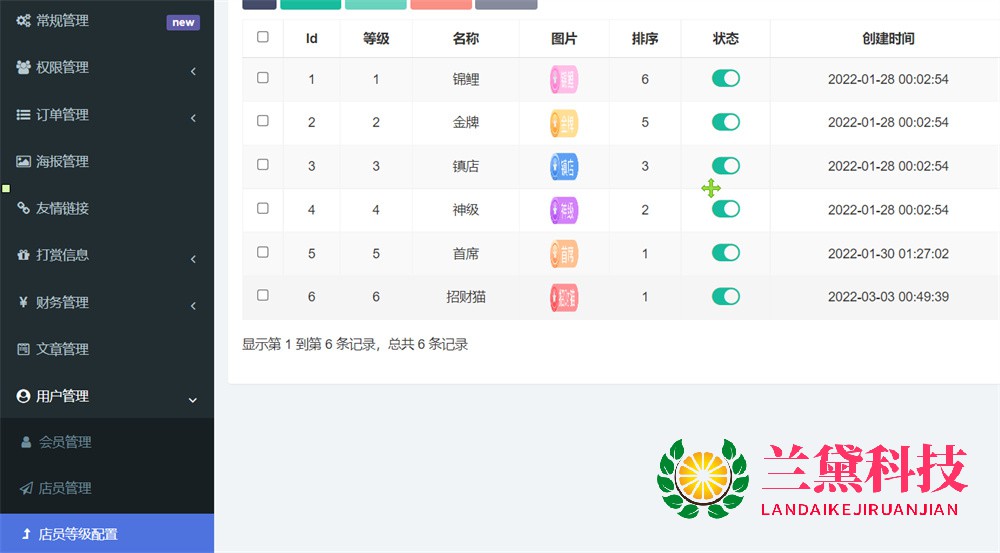 常规管理 new
权限管理
订单管理
海报管理
友情链接
打赏信息
¥ 财务管理
文章管理
用户管理
会员管理
店员管理
店员等级配置
Id 等级 名称 图片 排序 状态 创建时间
1 1 锦鲤 锦鲤 6 2022-01-28 00:02:54
2 2 金牌 金牌 5 2022-01-28 00:02:54
3 3 镇店 镇店 3 2022-01-28 00:02:54
4 4 神级 神级 2 2022-01-28 00:02:54
5 5 首席 首席 1 2022-01-30 01:27:02
6 6 招财猫 招财猫 1 2022-03-03 00:49:39
显示第 1 到第 6 条记录，总共 6 条记录
兰黛科技
LANDAIKEJIRUANJIAN